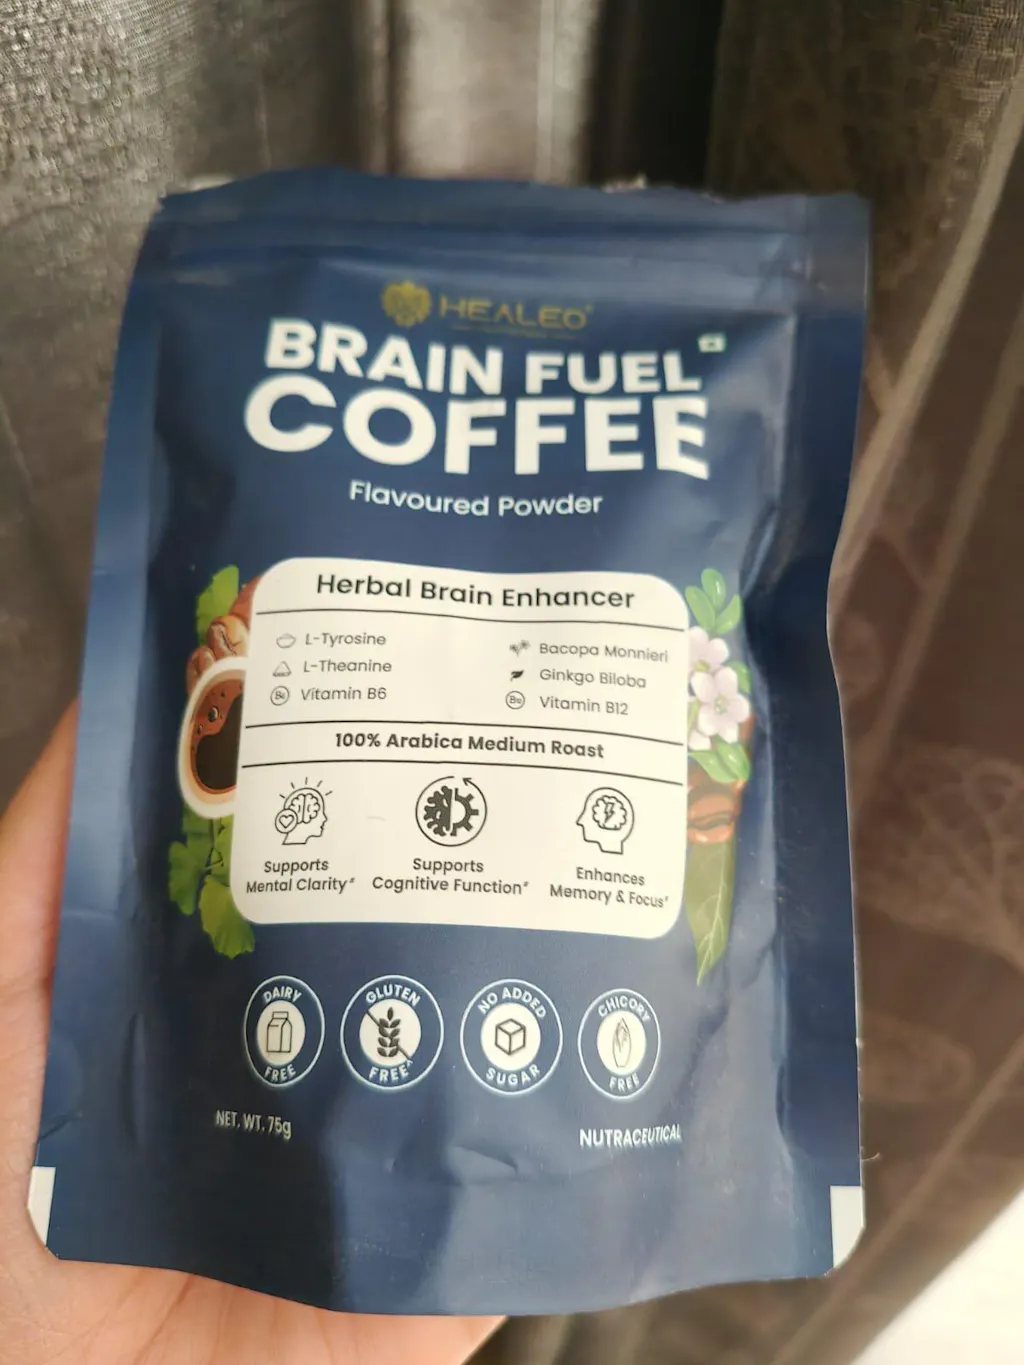 HEALEO
BRAIN FUEL
COFFEE
Flavoured Powder
Herbal Brain Enhancer
L-Tyrosine
L-Theanine
B6 Vitamin B6
Bacopa Monnieri
Ginkgo Biloba
Vitamin B12
100% Arabica Medium Roast
Supports
Mental Clarity#
Supports
Cognitive Function#
Enhances
Memory & Focus#
DAIRY
FREE
GLUTEN
FREE^
NO ADDED
SUGAR
CHICORY
FREE
NET. WT. 75g
NUTRACEUTICAL